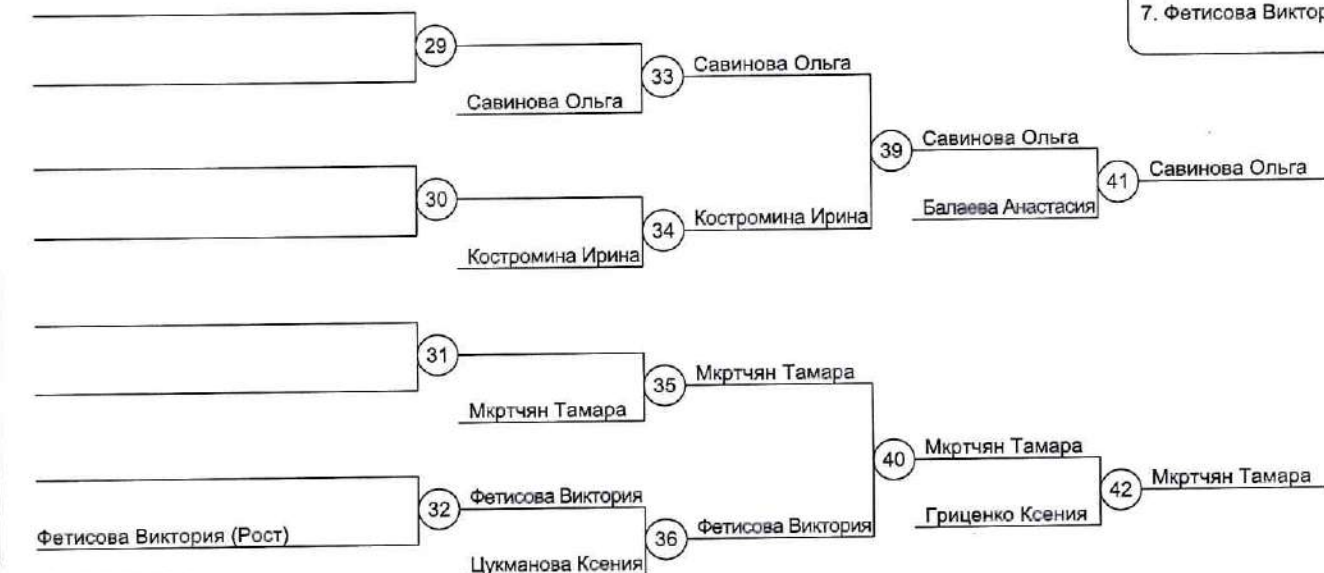 7. Фетисова Виктор
29
33
Савинова Ольга
Савинова Ольга
39
Савинова Ольга
41
Савинова Ольга
30
34
Костромина Ирина
Балаева Анастасия
Костромина Ирина
31
35
Мкртчян Тамара
Мкртчян Тамара
40
Мкртчян Тамара
42
Мкртчян Тамара
32
Фетисова Виктория
Гриценко Ксения
Фетисова Виктория (Рост)
36
Фетисова Виктория
Цукманова Ксения